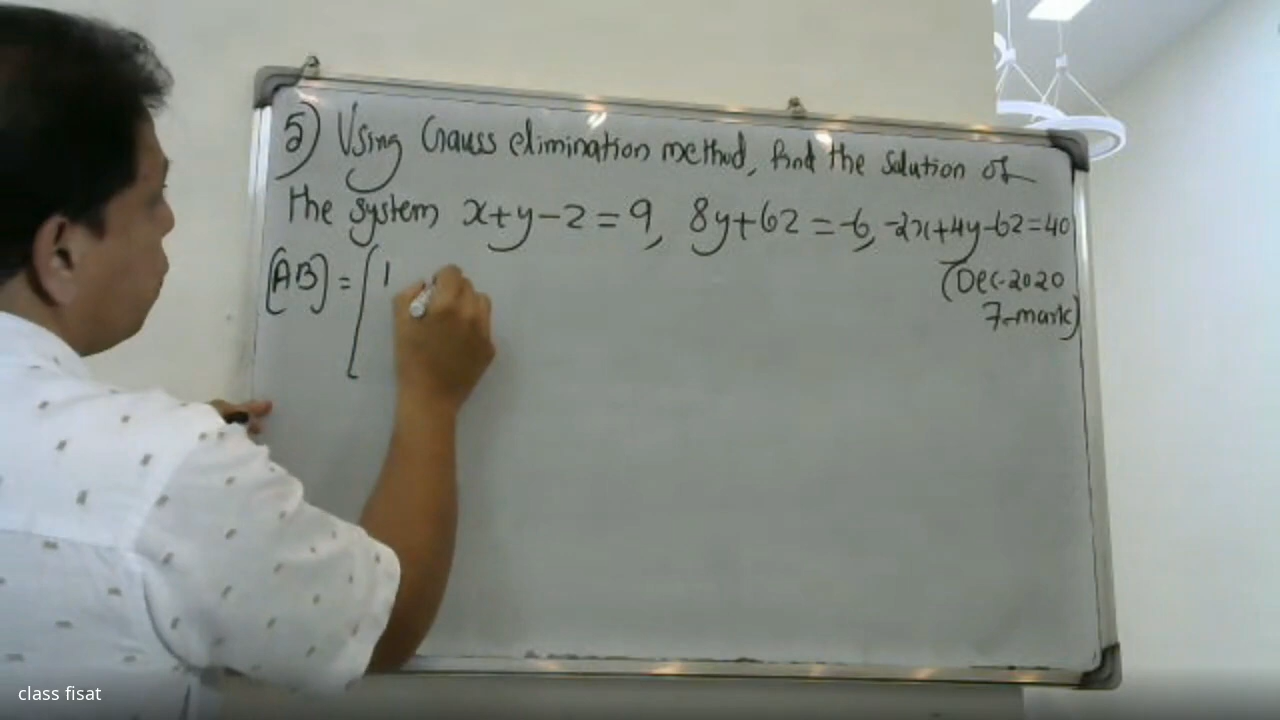 5) Using Gauss elimination method, find the solution of
the system x+y-z=9, 8y+6z=-6, -2x+4y-6z=40
[AB] = [1
(Dec-2020
7-mark)
class fisat